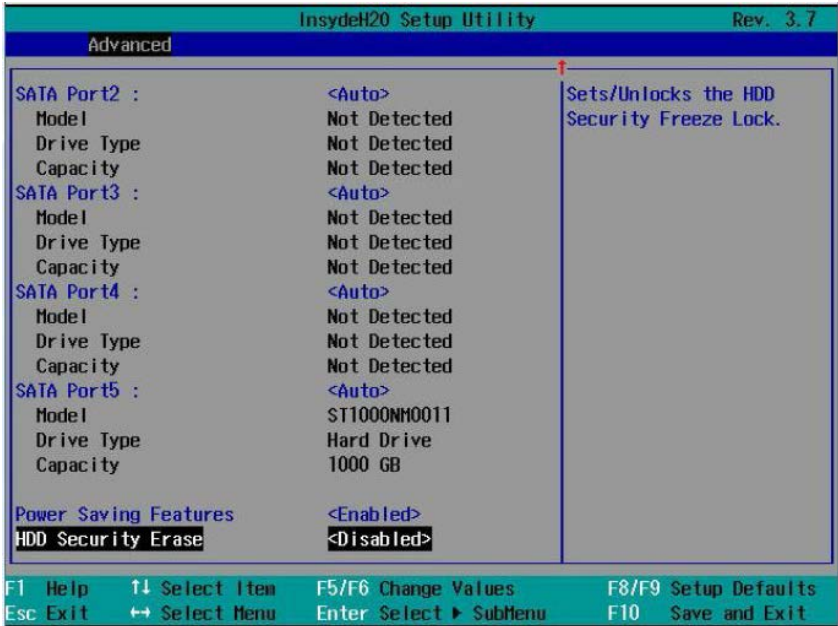 InsydeH20 Setup Utility Rev. 3.7
Advanced
SATA Port2 : <Auto> Sets/Unlocks the HDD
Model Not Detected Security Freeze Lock.
Drive Type Not Detected
Capacity Not Detected
SATA Port3 : <Auto>
Model Not Detected
Drive Type Not Detected
Capacity Not Detected
SATA Port4 : <Auto>
Model Not Detected
Drive Type Not Detected
Capacity Not Detected
SATA Port5 : <Auto>
Model ST1000NM0011
Drive Type Hard Drive
Capacity 1000 GB
Power Saving Features <Enabled>
HDD Security Erase <Disabled>
F1 Help ↑↓ Select Item F5/F6 Change Values F8/F9 Setup Defaults
Esc Exit ↔ Select Menu Enter Select ▶ SubMenu F10 Save and Exit